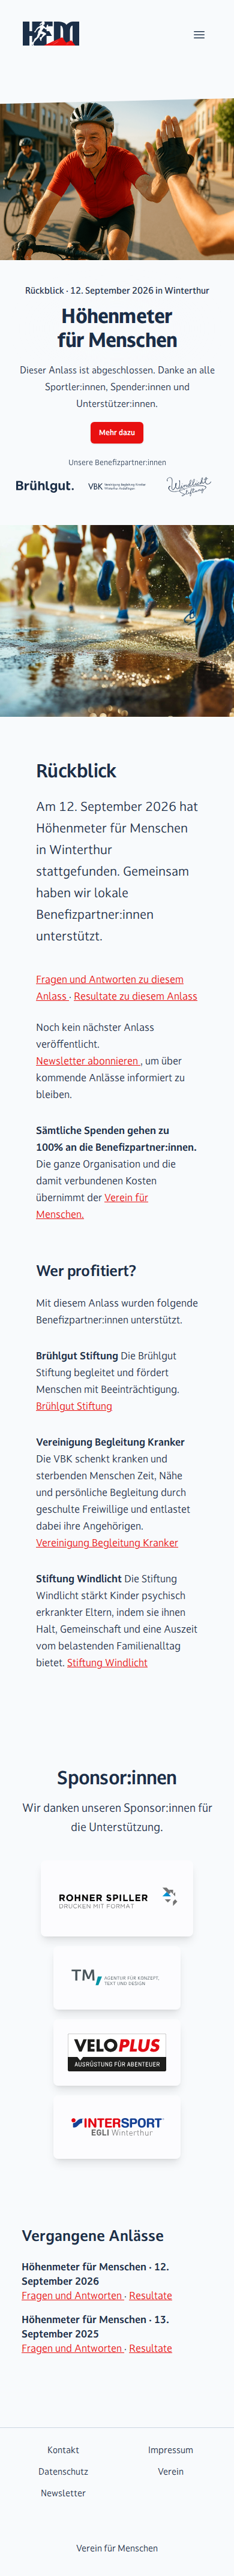 HFM
Rückblick · 12. September 2026 in Winterthur
Höhenmeter
für Menschen
Dieser Anlass ist abgeschlossen. Danke an alle
Sportler:innen, Spender:innen und
Unterstützer:innen.
Mehr dazu
Unsere Benefizpartner:innen
Brühlgut.
VBK
Windlicht
Stiftung
Rückblick
Am 12. September 2026 hat
Höhenmeter für Menschen
in Winterthur
stattgefunden. Gemeinsam
haben wir lokale
Benefizpartner:innen
unterstützt.
Fragen und Antworten zu diesem
Anlass · Resultate zu diesem Anlass
Noch kein nächster Anlass
veröffentlicht.
Newsletter abonnieren , um über
kommende Anlässe informiert zu
bleiben.
Sämtliche Spenden gehen zu
100% an die Benefizpartner:innen.
Die ganze Organisation und die
damit verbundenen Kosten
übernimmt der Verein für
Menschen.
Wer profitiert?
Mit diesem Anlass wurden folgende
Benefizpartner:innen unterstützt.
Brühlgut Stiftung Die Brühlgut
Stiftung begleitet und fördert
Menschen mit Beeinträchtigung.
Brühlgut Stiftung
Vereinigung Begleitung Kranker
Die VBK schenkt kranken und
sterbenden Menschen Zeit, Nähe
und persönliche Begleitung durch
geschulte Freiwillige und entlastet
dabei ihre Angehörigen.
Vereinigung Begleitung Kranker
Stiftung Windlicht Die Stiftung
Windlicht stärkt Kinder psychisch
erkrankter Eltern, indem sie ihnen
Halt, Gemeinschaft und eine Auszeit
vom belastenden Familienalltag
bietet. Stiftung Windlicht
Sponsor:innen
Wir danken unseren Sponsor:innen für
die Unterstützung.
ROHNER SPILLER
DRUCKEN MIT FORMAT
TM
AGENTUR FÜR KONZEPT,
TEXT UND DESIGN
VELOPLUS
AUSRÜSTUNG FÜR ABENTEUER
INTERSPORT
EGLI Winterthur
Vergangene Anlässe
Höhenmeter für Menschen · 12.
September 2026
Fragen und Antworten · Resultate
Höhenmeter für Menschen · 13.
September 2025
Fragen und Antworten · Resultate
Kontakt
Impressum
Datenschutz
Verein
Newsletter
Verein für Menschen